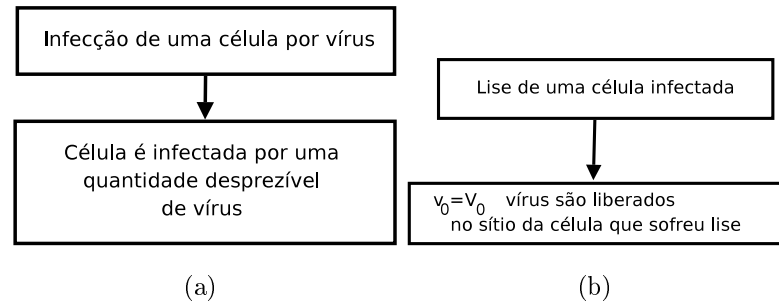 Infecção de uma célula por vírus
Célula é infectada por uma
quantidade desprezível
de vírus
(a)
Lise de uma célula infectada
v₀=V₀ vírus são liberados
no sítio da célula que sofreu lise
(b)